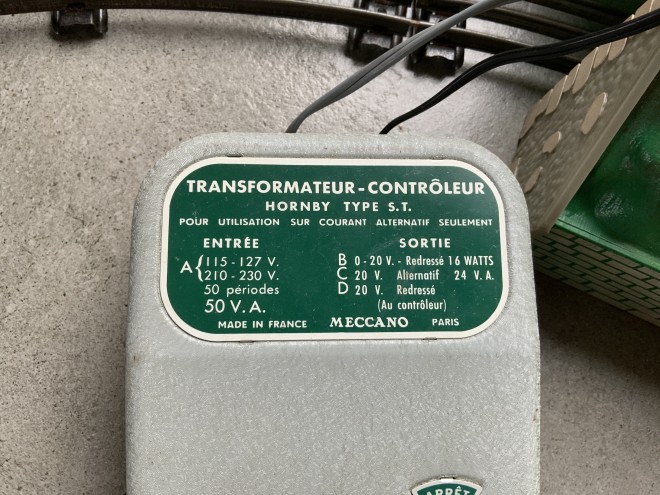 TRANSFORMATEUR-CONTRÔLEUR
HORNBY TYPE S.T.
POUR UTILISATION SUR COURANT ALTERNATIF SEULEMENT
ENTRÉE
A { 115 - 127 V.
210 - 230 V.
50 périodes
50 V.A.
SORTIE
B 0-20 V. - Redressé 16 WATTS
C 20 V. Alternatif 24 V.A.
D 20 V. Redressé
(Au contrôleur)
MADE IN FRANCE MECCANO PARIS
ARRÊT